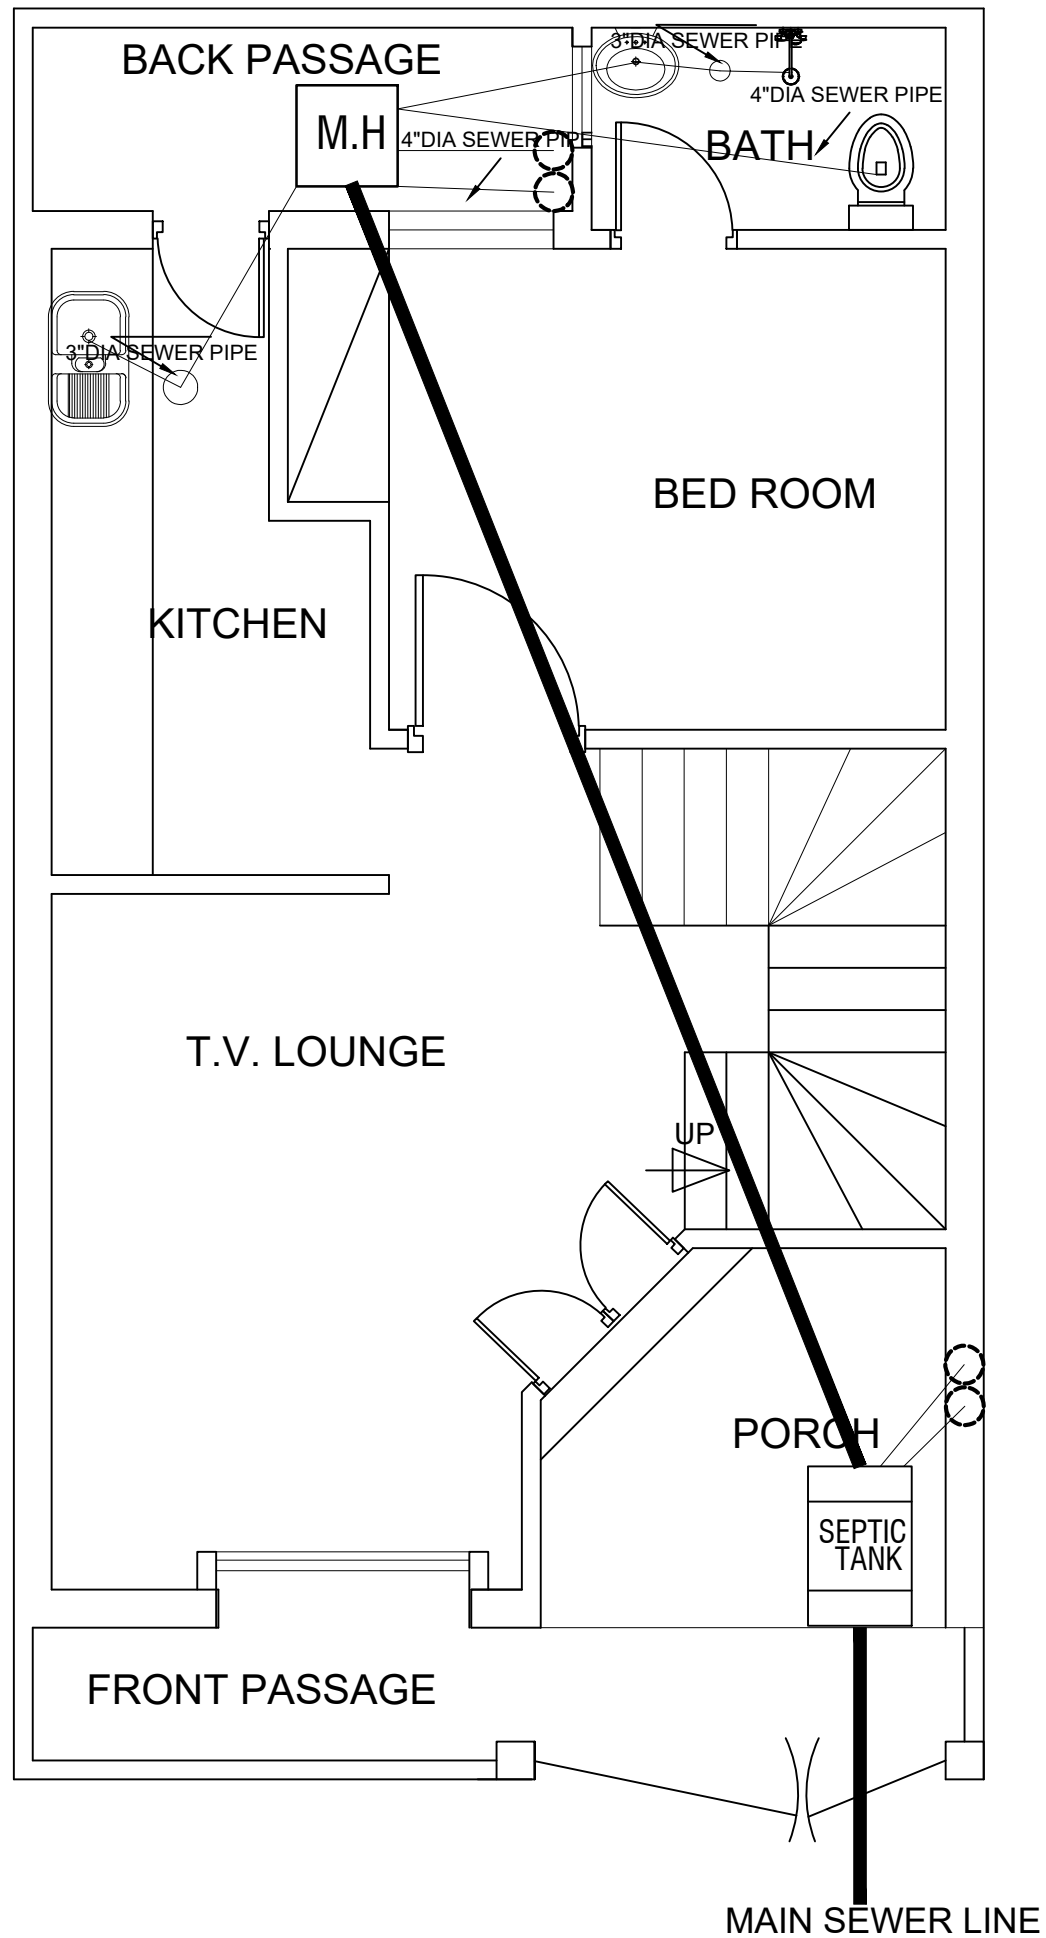 BACK PASSAGE
3"DIA SEWER PIPE
4"DIA SEWER PIPE
M.H
4"DIA SEWER PIPE
BATH
3"DIA SEWER PIPE
BED ROOM
KITCHEN
T.V. LOUNGE
UP
PORCH
SEPTIC
TANK
FRONT PASSAGE
MAIN SEWER LINE